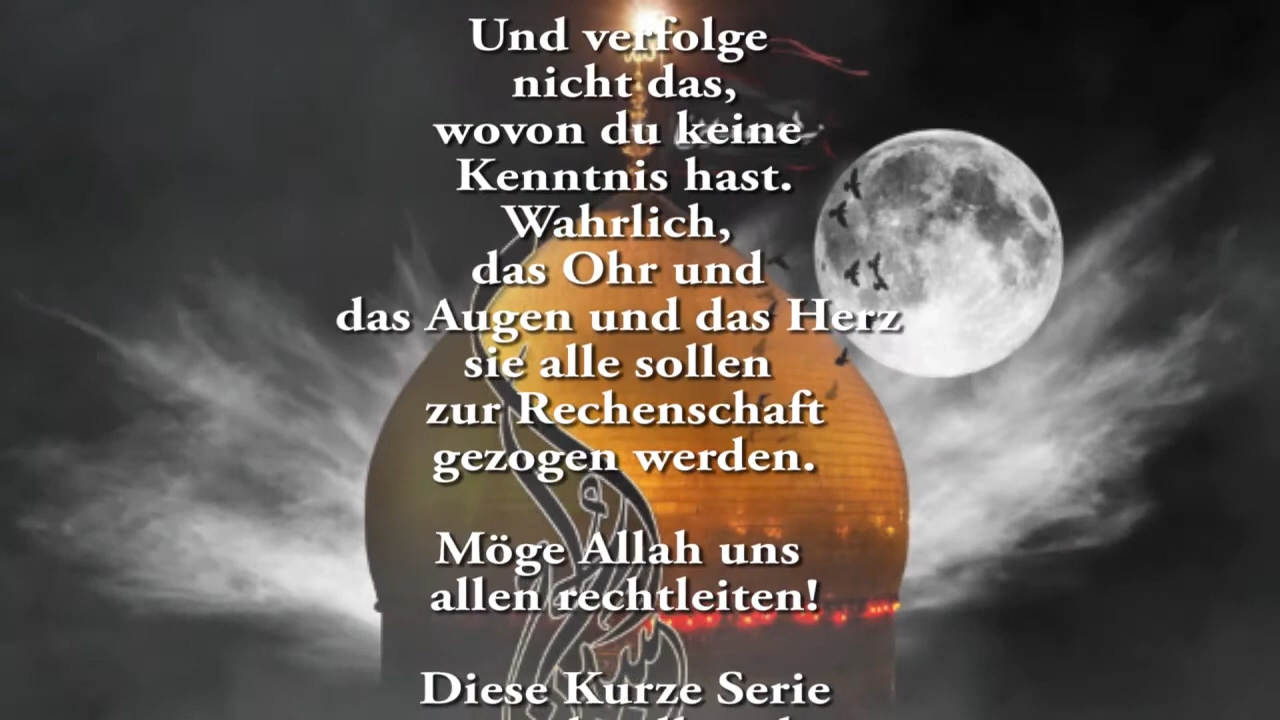 Und verfolge
nicht das,
wovon du keine
Kenntnis hast.
Wahrlich,
das Ohr und
das Augen und das Herz
sie alle sollen
zur Rechenschaft
gezogen werden.
Möge Allah uns
allen rechtleiten!
Diese Kurze Serie